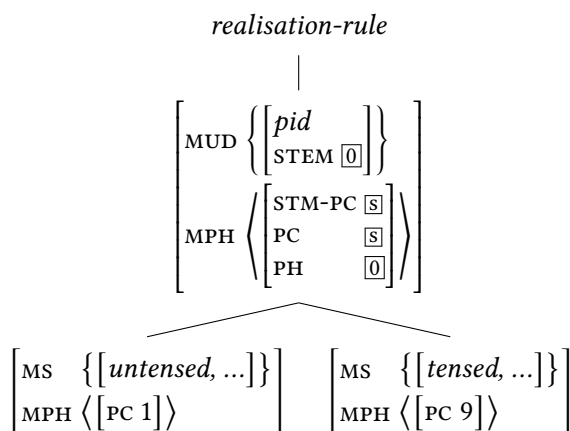 realisation-rule
MUD {[pid
STEM 0]}
MPH ⟨[STM-PC s
PC s
PH 0]⟩
[MS {[untensed, ...]} [MS {[tensed, ...]}
MPH ⟨[PC 1]⟩] MPH ⟨[PC 9]⟩]